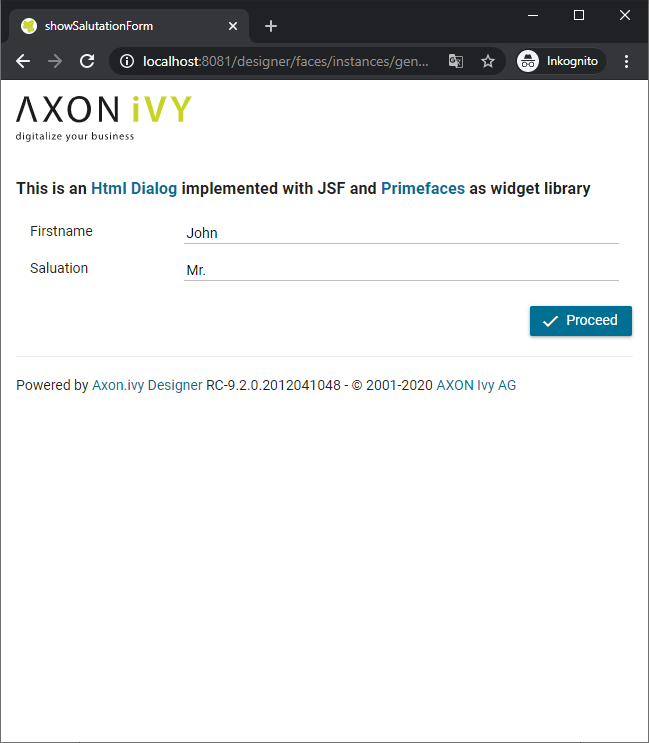 showSalutationForm
localhost:8081/designer/faces/instances/gen...
Inkognito
AXON iVY
digitalize your business
This is an Html Dialog implemented with JSF and Primefaces as widget library
Firstname John
Saluation Mr.
Proceed
Powered by Axon.ivy Designer RC-9.2.0.2012041048 - © 2001-2020 AXON Ivy AG